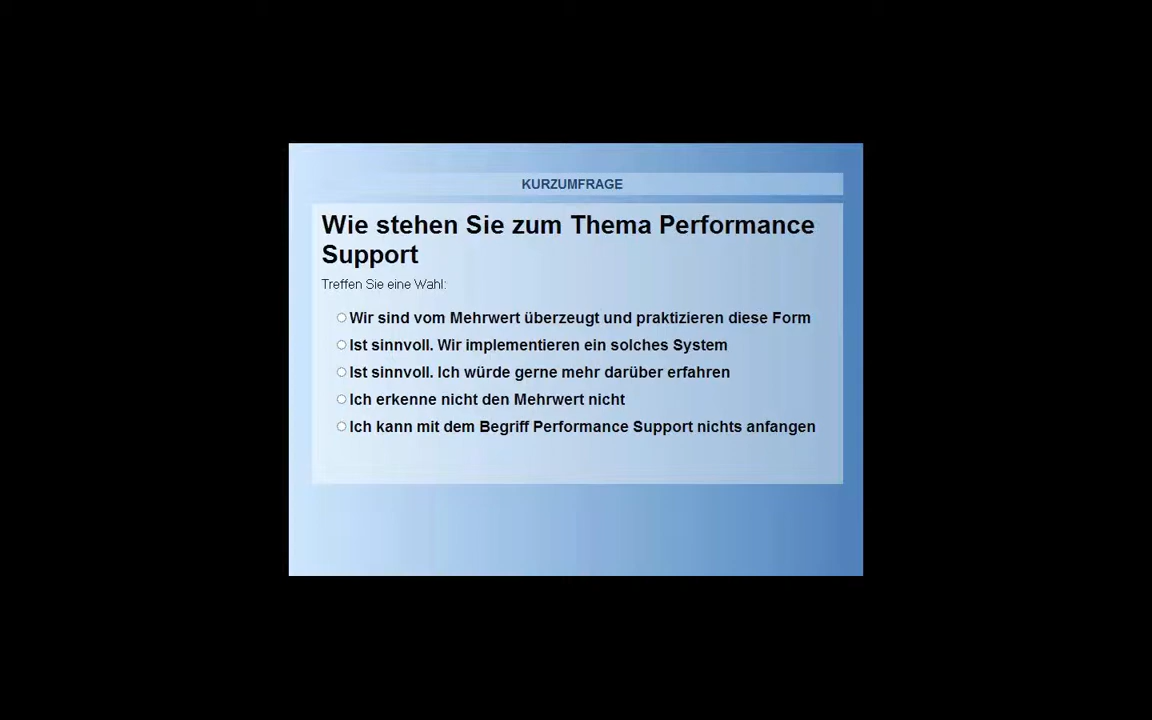 KURZUMFRAGE
Wie stehen Sie zum Thema Performance
Support
Treffen Sie eine Wahl:
Wir sind vom Mehrwert überzeugt und praktizieren diese Form
Ist sinnvoll. Wir implementieren ein solches System
Ist sinnvoll. Ich würde gerne mehr darüber erfahren
Ich erkenne nicht den Mehrwert nicht
Ich kann mit dem Begriff Performance Support nichts anfangen